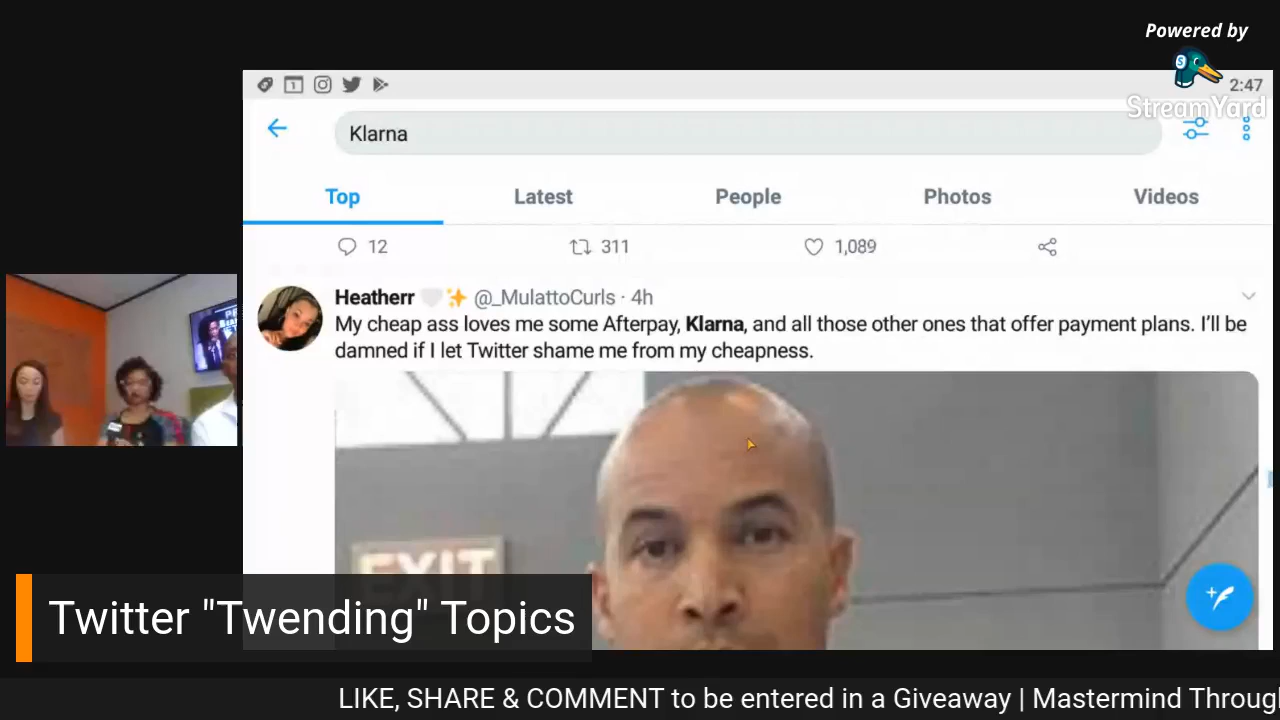 Powered by
StreamYard
1
2:47
Klarna
Top
Latest
People
Photos
Videos
12
311
1,089
Heatherr 🤍✨ @_MulattoCurls · 4h
My cheap ass loves me some Afterpay, Klarna, and all those other ones that offer payment plans. I'll be
damned if I let Twitter shame me from my cheapness.
EXIT
Twitter "Twending" Topics
LIKE, SHARE & COMMENT to be entered in a Giveaway | Mastermind Throug